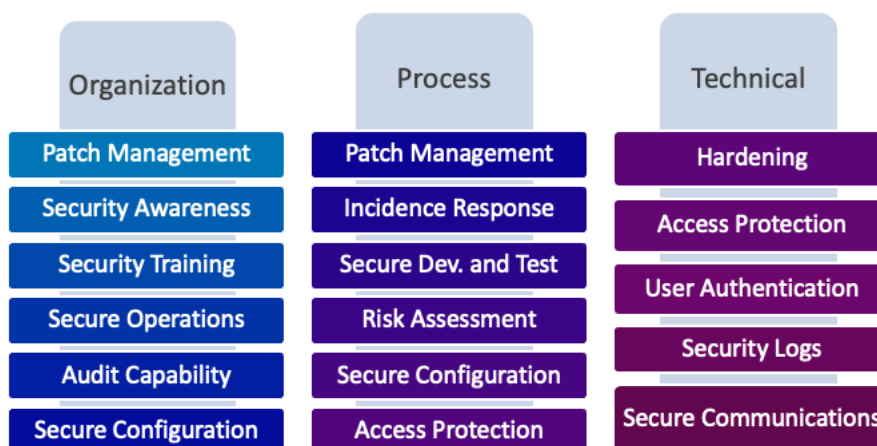 Organization
Patch Management
Security Awareness
Security Training
Secure Operations
Audit Capability
Secure Configuration
Process
Patch Management
Incidence Response
Secure Dev. and Test
Risk Assessment
Secure Configuration
Access Protection
Technical
Hardening
Access Protection
User Authentication
Security Logs
Secure Communications